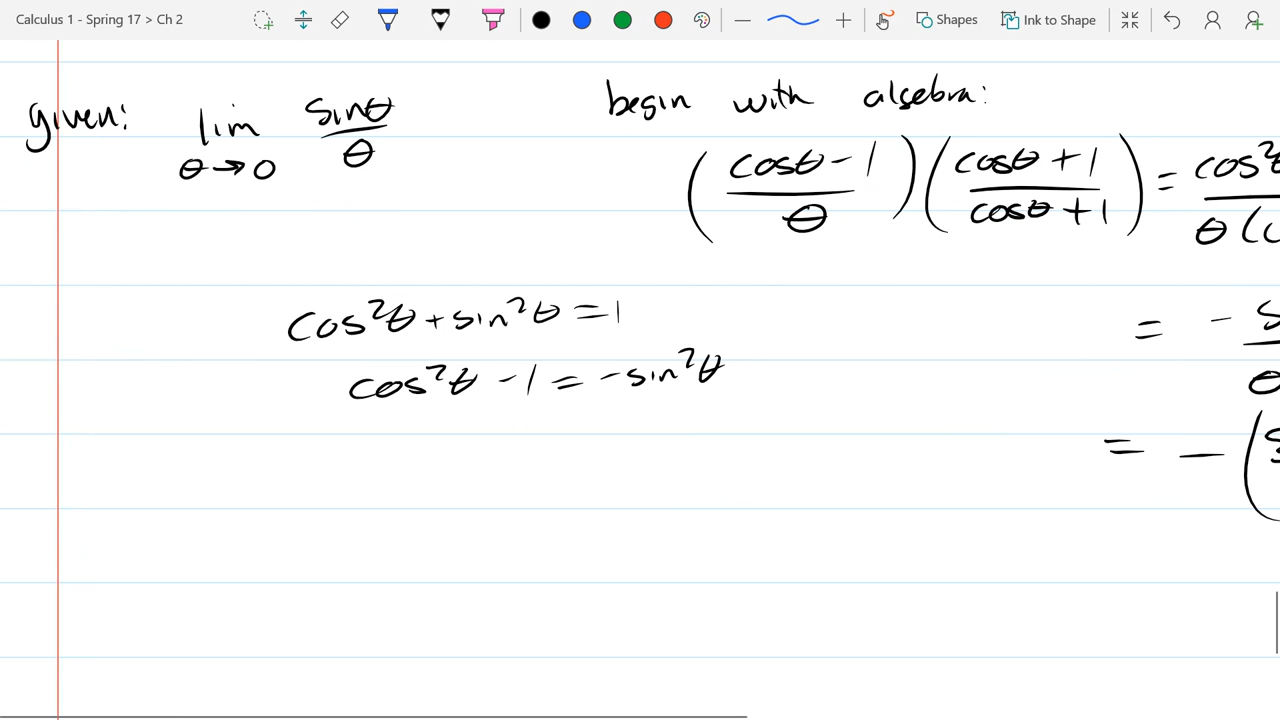 Calculus 1 - Spring 17 > Ch 2
Shapes
Ink to Shape
given: lim θ→0 sinθ/θ
begin with algebra:
((cosθ - 1)/θ)((cosθ + 1)/(cosθ + 1)) = cos²θ / θ(c
cos²θ + sin²θ = 1
= - s / θ
cos²θ - 1 = -sin²θ
= - (s